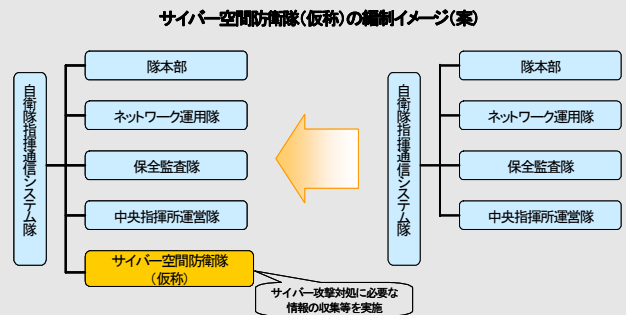 サイバー空間防衛隊(仮称)の編制イメージ(案)
自衛隊指揮通信システム隊
隊本部
ネットワーク運用隊
保全監査隊
中央指揮所運営隊
サイバー空間防衛隊
(仮称)
サイバー攻撃対処に必要な
情報の収集等を実施
自衛隊指揮通信システム隊
隊本部
ネットワーク運用隊
保全監査隊
中央指揮所運営隊